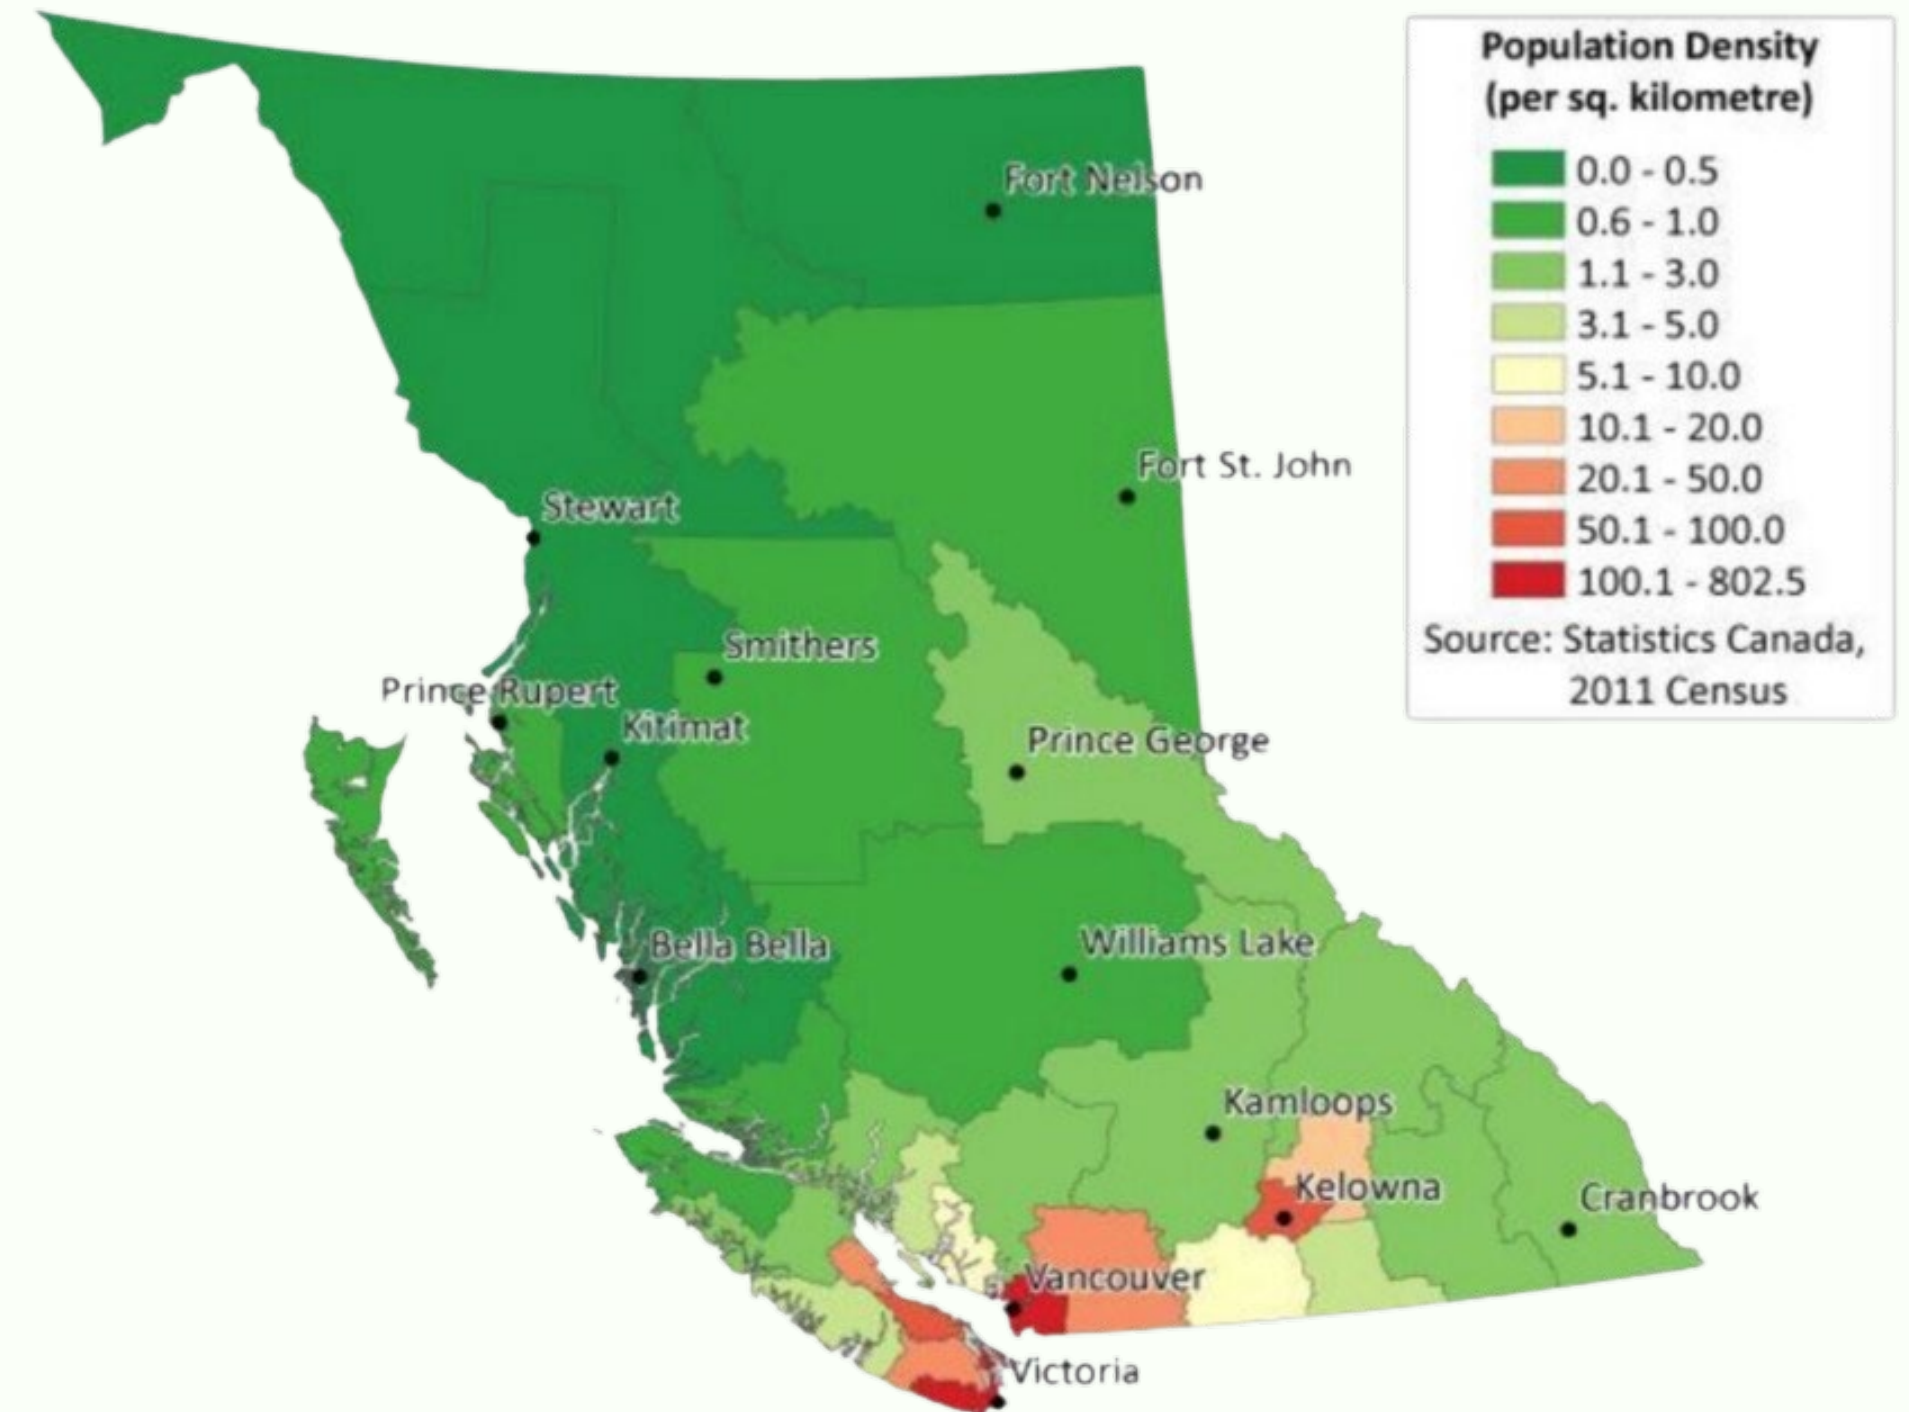 Population Density
(per sq. kilometre)
0.0 - 0.5
0.6 - 1.0
1.1 - 3.0
3.1 - 5.0
5.1 - 10.0
10.1 - 20.0
20.1 - 50.0
50.1 - 100.0
100.1 - 802.5
Source: Statistics Canada,
2011 Census
Fort Nelson
Fort St. John
Stewart
Smithers
Prince Rupert
Kitimat
Prince George
Bella Bella
Williams Lake
Kamloops
Kelowna
Cranbrook
Vancouver
Victoria